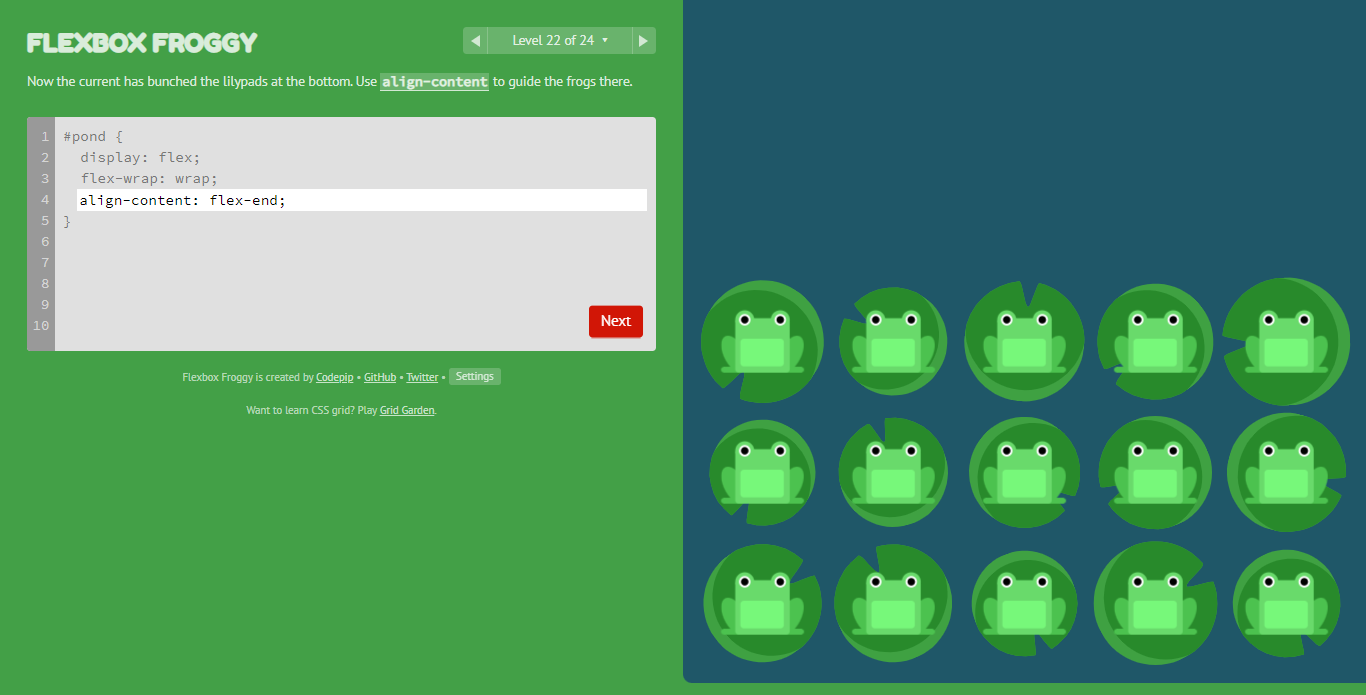 FLEXBOX FROGGY
Level 22 of 24
Now the current has bunched the lilypads at the bottom. Use align-content to guide the frogs there.
1 #pond {
2 display: flex;
3 flex-wrap: wrap;
4 align-content: flex-end;
5 }
6
7
8
9
10
Next
Flexbox Froggy is created by Codepip • GitHub • Twitter • Settings
Want to learn CSS grid? Play Grid Garden.